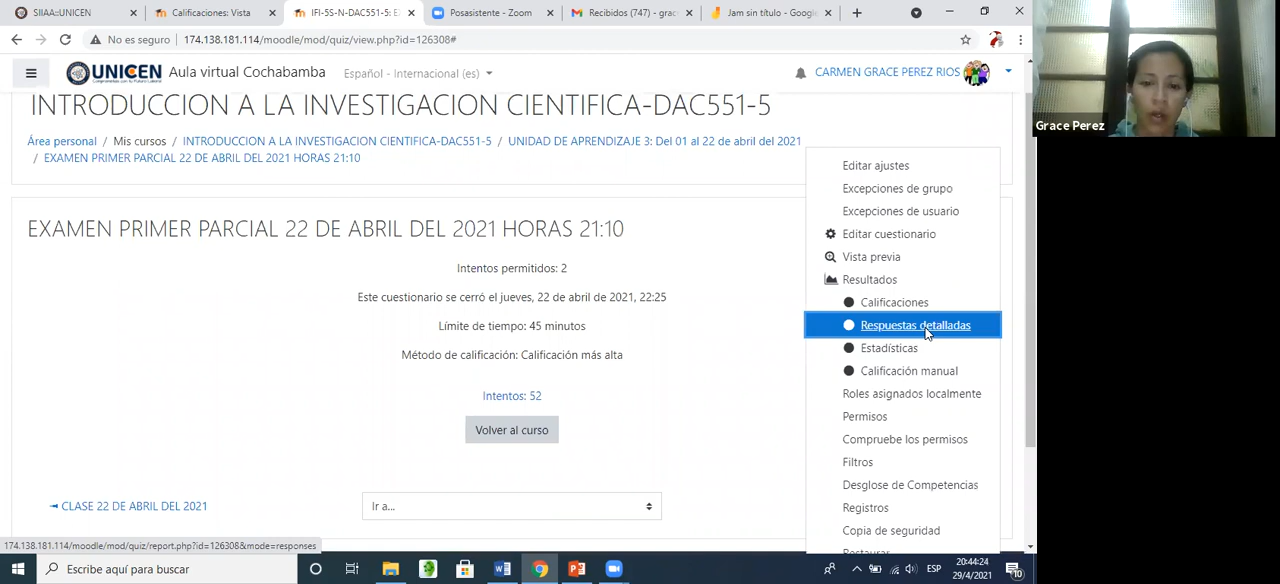 SIIAA::UNICEN
Calificaciones: Vista
IFI-5S-N-DAC551-5: E
Posasistente - Zoom
Recibidos (747) - grac
Jam sin título - Google
No es seguro
174.138.181.114/moodle/mod/quiz/view.php?id=126308#
UNICEN
Aula virtual Cochabamba
Español - Internacional (es)
CARMEN GRACE PEREZ RIOS
Grace Perez
INTRODUCCION A LA INVESTIGACION CIENTIFICA-DAC551-5
Área personal / Mis cursos / INTRODUCCION A LA INVESTIGACION CIENTIFICA-DAC551-5 / UNIDAD DE APRENDIZAJE 3: Del 01 al 22 de abril del 2021
/ EXAMEN PRIMER PARCIAL 22 DE ABRIL DEL 2021 HORAS 21:10
EXAMEN PRIMER PARCIAL 22 DE ABRIL DEL 2021 HORAS 21:10
Intentos permitidos: 2
Este cuestionario se cerró el jueves, 22 de abril de 2021, 22:25
Límite de tiempo: 45 minutos
Método de calificación: Calificación más alta
Intentos: 52
Volver al curso
CLASE 22 DE ABRIL DEL 2021
Ir a...
Editar ajustes
Excepciones de grupo
Excepciones de usuario
Editar cuestionario
Vista previa
Resultados
Calificaciones
Respuestas detalladas
Estadísticas
Calificación manual
Roles asignados localmente
Permisos
Compruebe los permisos
Filtros
Desglose de Competencias
Registros
Copia de seguridad
Restaurar
174.138.181.114/moodle/mod/quiz/report.php?id=126308&mode=responses
Escribe aquí para buscar
ESP
20:44:24
29/4/2021
10